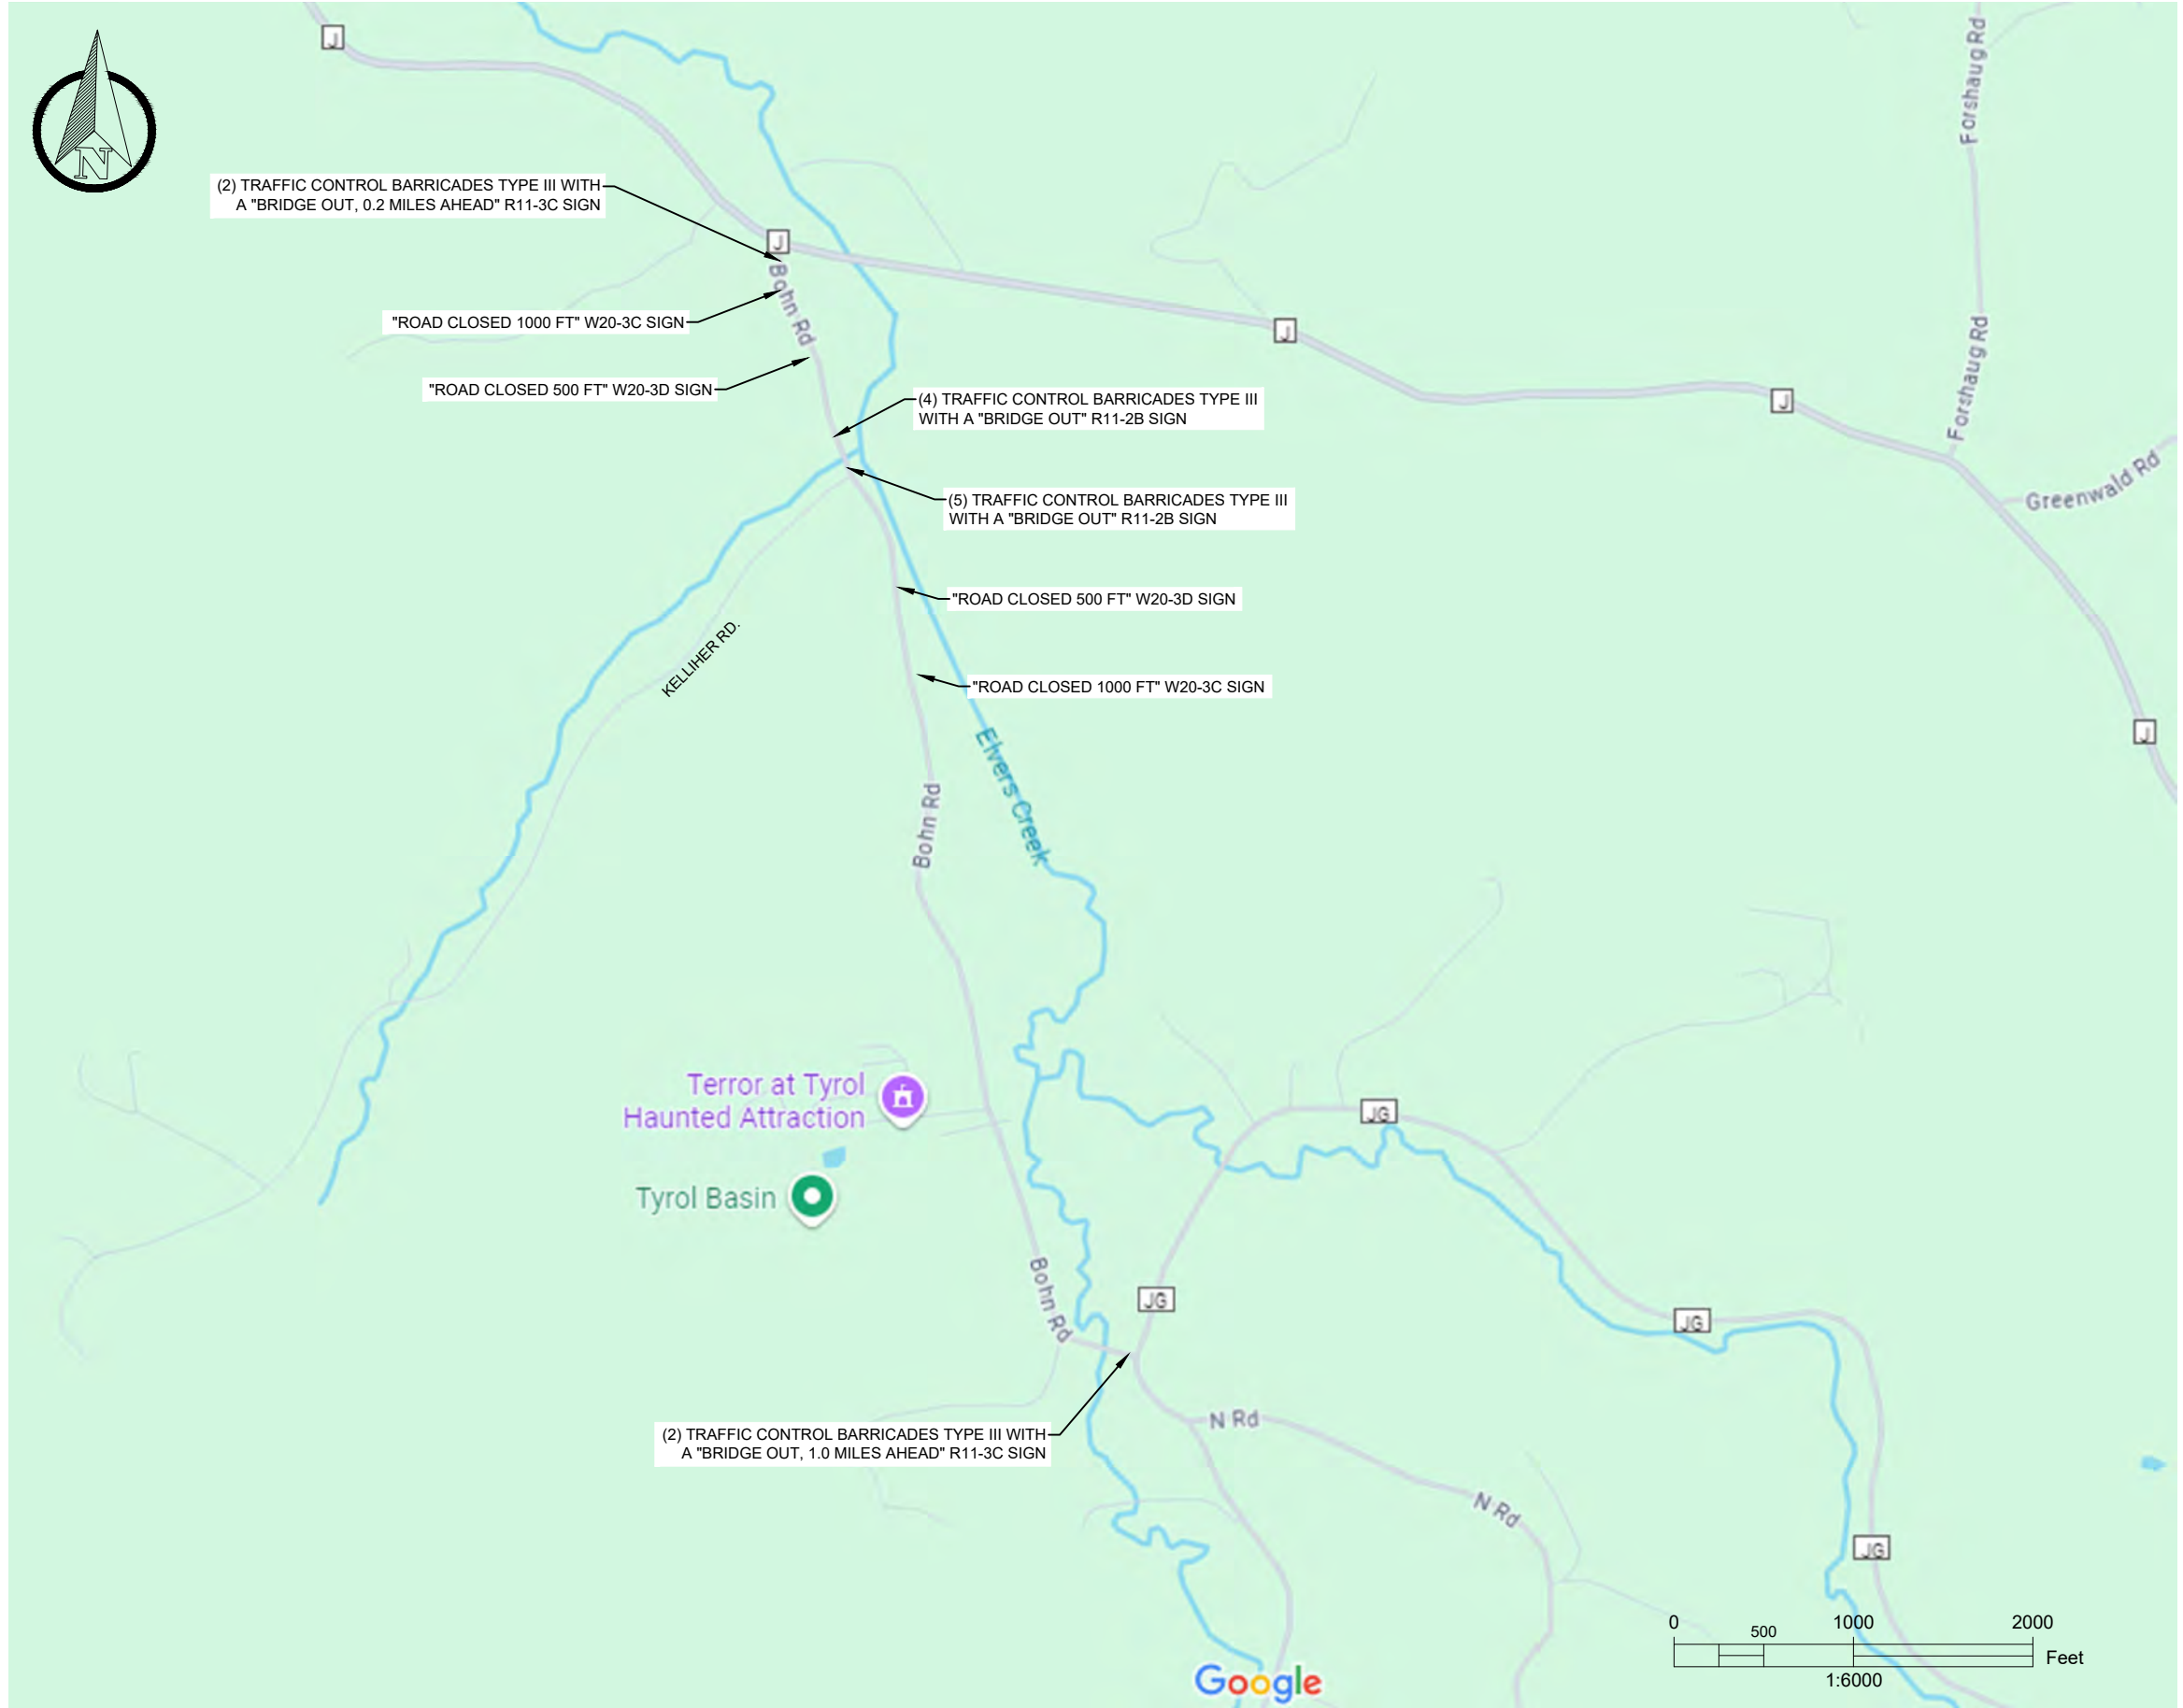 J
Forshaug Rd
N
(2) TRAFFIC CONTROL BARRICADES TYPE III WITH
A "BRIDGE OUT, 0.2 MILES AHEAD" R11-3C SIGN
J
Bohn Rd
"ROAD CLOSED 1000 FT" W20-3C SIGN
J
"ROAD CLOSED 500 FT" W20-3D SIGN
J
Forshaug Rd
(4) TRAFFIC CONTROL BARRICADES TYPE III
WITH A "BRIDGE OUT" R11-2B SIGN
Greenwald Rd
(5) TRAFFIC CONTROL BARRICADES TYPE III
WITH A "BRIDGE OUT" R11-2B SIGN
"ROAD CLOSED 500 FT" W20-3D SIGN
KELLIHER RD.
"ROAD CLOSED 1000 FT" W20-3C SIGN
J
Elvers Creek
Bohn Rd
Terror at Tyrol
Haunted Attraction
JG
Tyrol Basin
Bohn Rd
JG
JG
(2) TRAFFIC CONTROL BARRICADES TYPE III WITH
A "BRIDGE OUT, 1.0 MILES AHEAD" R11-3C SIGN
N Rd
N Rd
JG
0 500 1000 2000
Feet
1:6000
Google